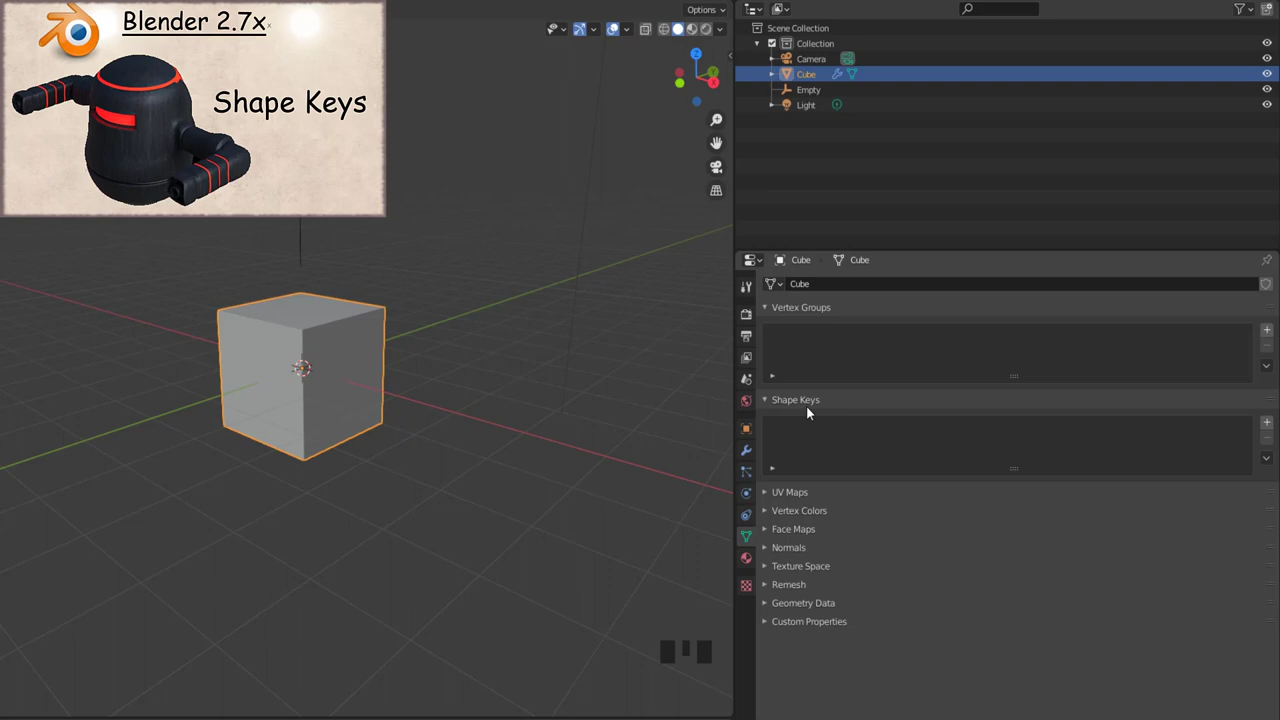 Blender 2.7x
Shape Keys
Options
Scene Collection
Collection
Camera
Cube
Empty
Light
Cube Cube
Cube
Vertex Groups
Shape Keys
UV Maps
Vertex Colors
Face Maps
Normals
Texture Space
Remesh
Geometry Data
Custom Properties